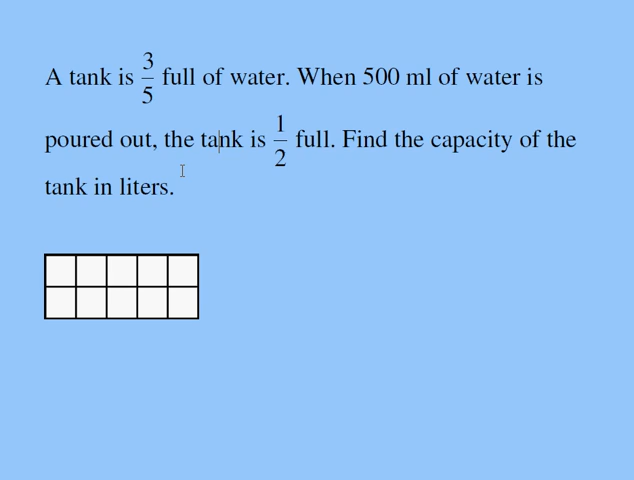 A tank is 3/5 full of water. When 500 ml of water is
poured out, the tank is 1/2 full. Find the capacity of the
tank in liters.